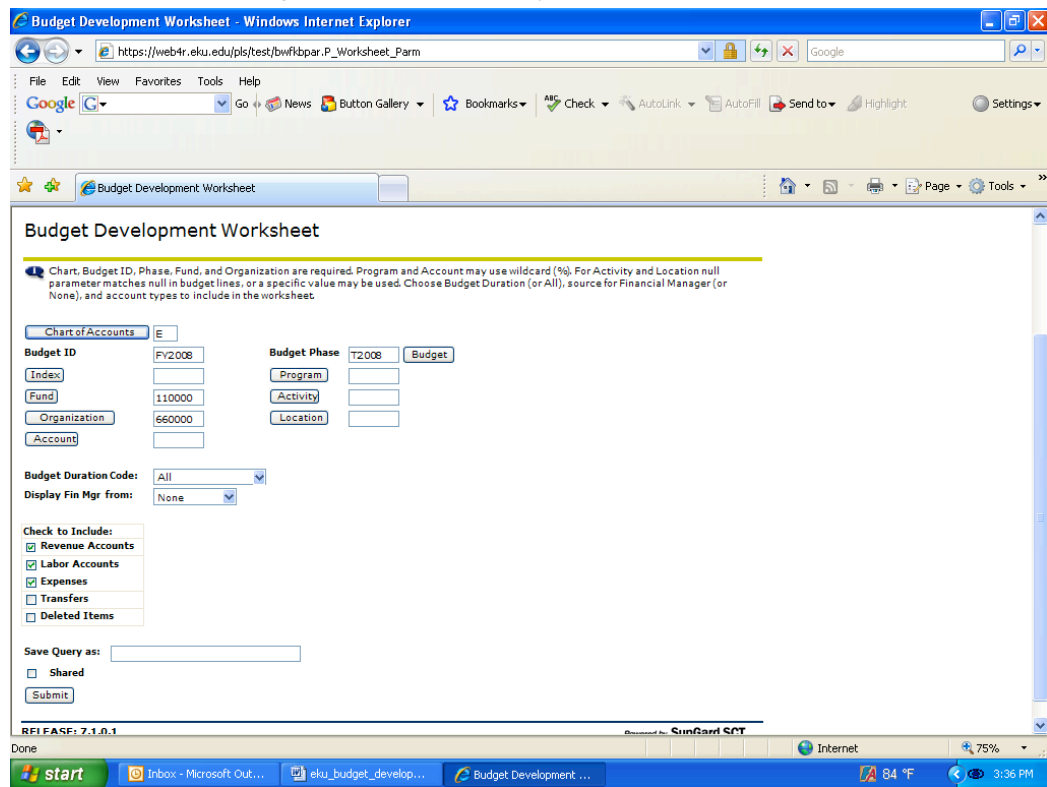 Budget Development Worksheet - Windows Internet Explorer
https://web4r.eku.edu/pls/test/bwfkbpar.P_Worksheet_Parm
Google
File Edit View Favorites Tools Help
Google G Go News Button Gallery Bookmarks ABC Check AutoLink AutoFill Send to Highlight Settings
Budget Development Worksheet
Page Tools »
Budget Development Worksheet
Chart, Budget ID, Phase, Fund, and Organization are required. Program and Account may use wildcard (%). For Activity and Location null
parameter matches null in budget lines, or a specific value may be used. Choose Budget Duration (or All), source for Financial Manager (or
None), and account types to include in the worksheet.
Chart of Accounts E
Budget ID FY2008 Budget Phase T2008 Budget
Index Program
Fund 110000 Activity
Organization 660000 Location
Account
Budget Duration Code: All
Display Fin Mgr from: None
Check to Include:
Revenue Accounts
Labor Accounts
Expenses
Transfers
Deleted Items
Save Query as:
Shared
Submit
RELEASE: 7.1.0.1 Powered by SunGard SCT
Done Internet 75%
start Inbox - Microsoft Out... eku_budget_develop... Budget Development ... 84 °F 3:36 PM